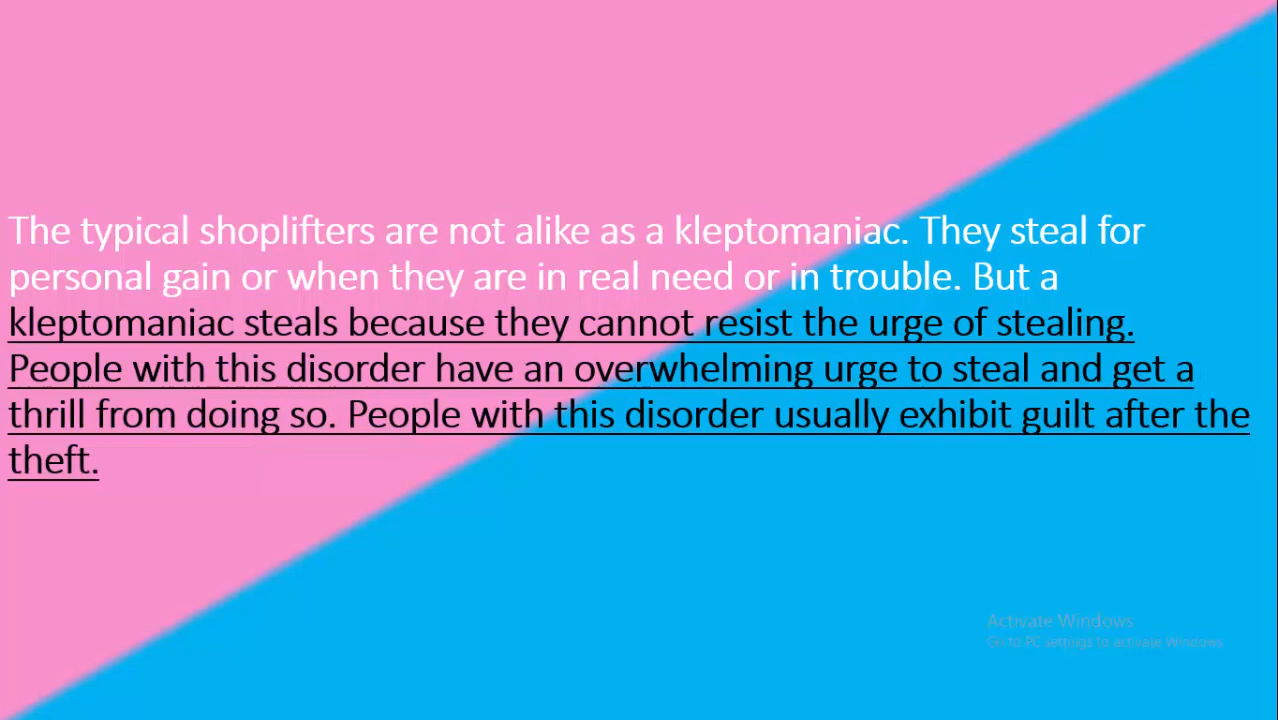 The typical shoplifters are not alike as a kleptomaniac. They steal for
personal gain or when they are in real need or in trouble. But a
kleptomaniac steals because they cannot resist the urge of stealing.
People with this disorder have an overwhelming urge to steal and get a
thrill from doing so. People with this disorder usually exhibit guilt after the
theft.
Activate Windows
Go to PC settings to activate Windows